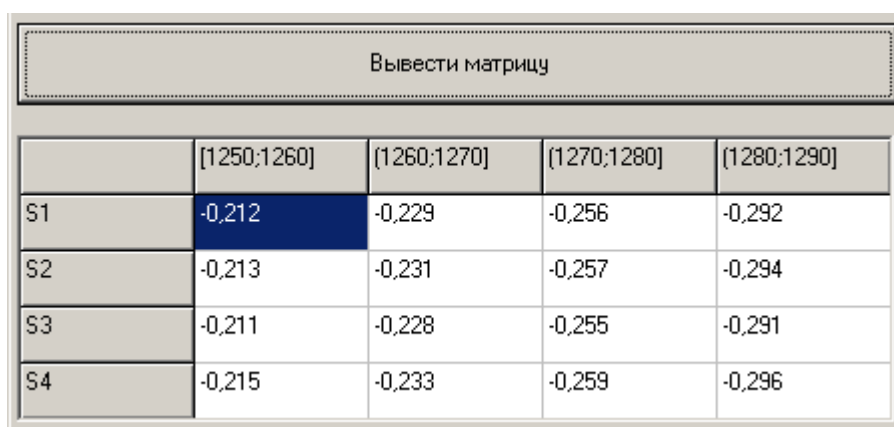 Вывести матрицу
[1250;1260] (1260;1270] (1270;1280] (1280;1290]
S1 -0,212 -0,229 -0,256 -0,292
S2 -0,213 -0,231 -0,257 -0,294
S3 -0,211 -0,228 -0,255 -0,291
S4 -0,215 -0,233 -0,259 -0,296